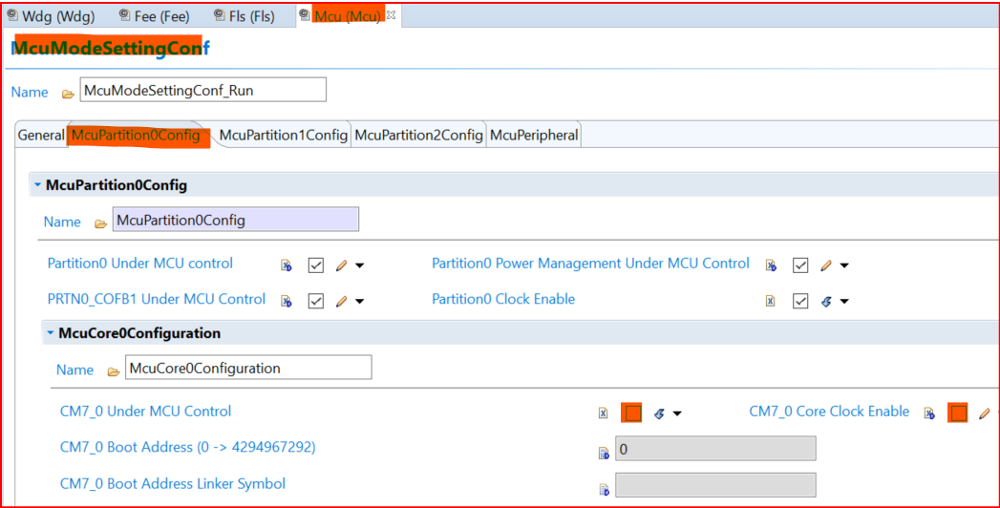 Wdg (Wdg) Fee (Fee) Fls (Fls) Mcu (Mcu)
McuModeSettingConf
Name McuModeSettingConf_Run
General McuPartition0Config McuPartition1Config McuPartition2Config McuPeripheral
McuPartition0Config
Name McuPartition0Config
Partition0 Under MCU control Partition0 Power Management Under MCU Control
PRTN0_COFB1 Under MCU Control Partition0 Clock Enable
McuCore0Configuration
Name McuCore0Configuration
CM7_0 Under MCU Control CM7_0 Core Clock Enable
CM7_0 Boot Address (0 -> 4294967292) 0
CM7_0 Boot Address Linker Symbol